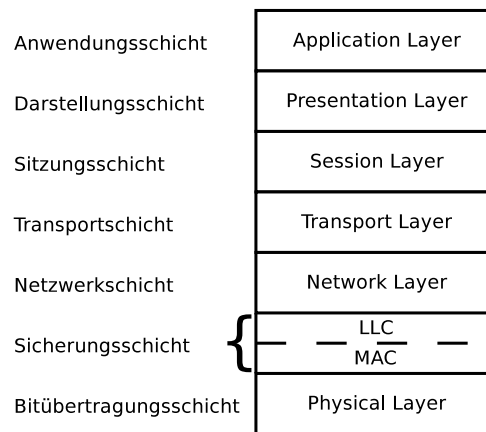 Anwendungsschicht Application Layer
Darstellungsschicht Presentation Layer
Sitzungsschicht Session Layer
Transportschicht Transport Layer
Netzwerkschicht Network Layer
LLC
Sicherungsschicht
MAC
Bitübertragungsschicht Physical Layer